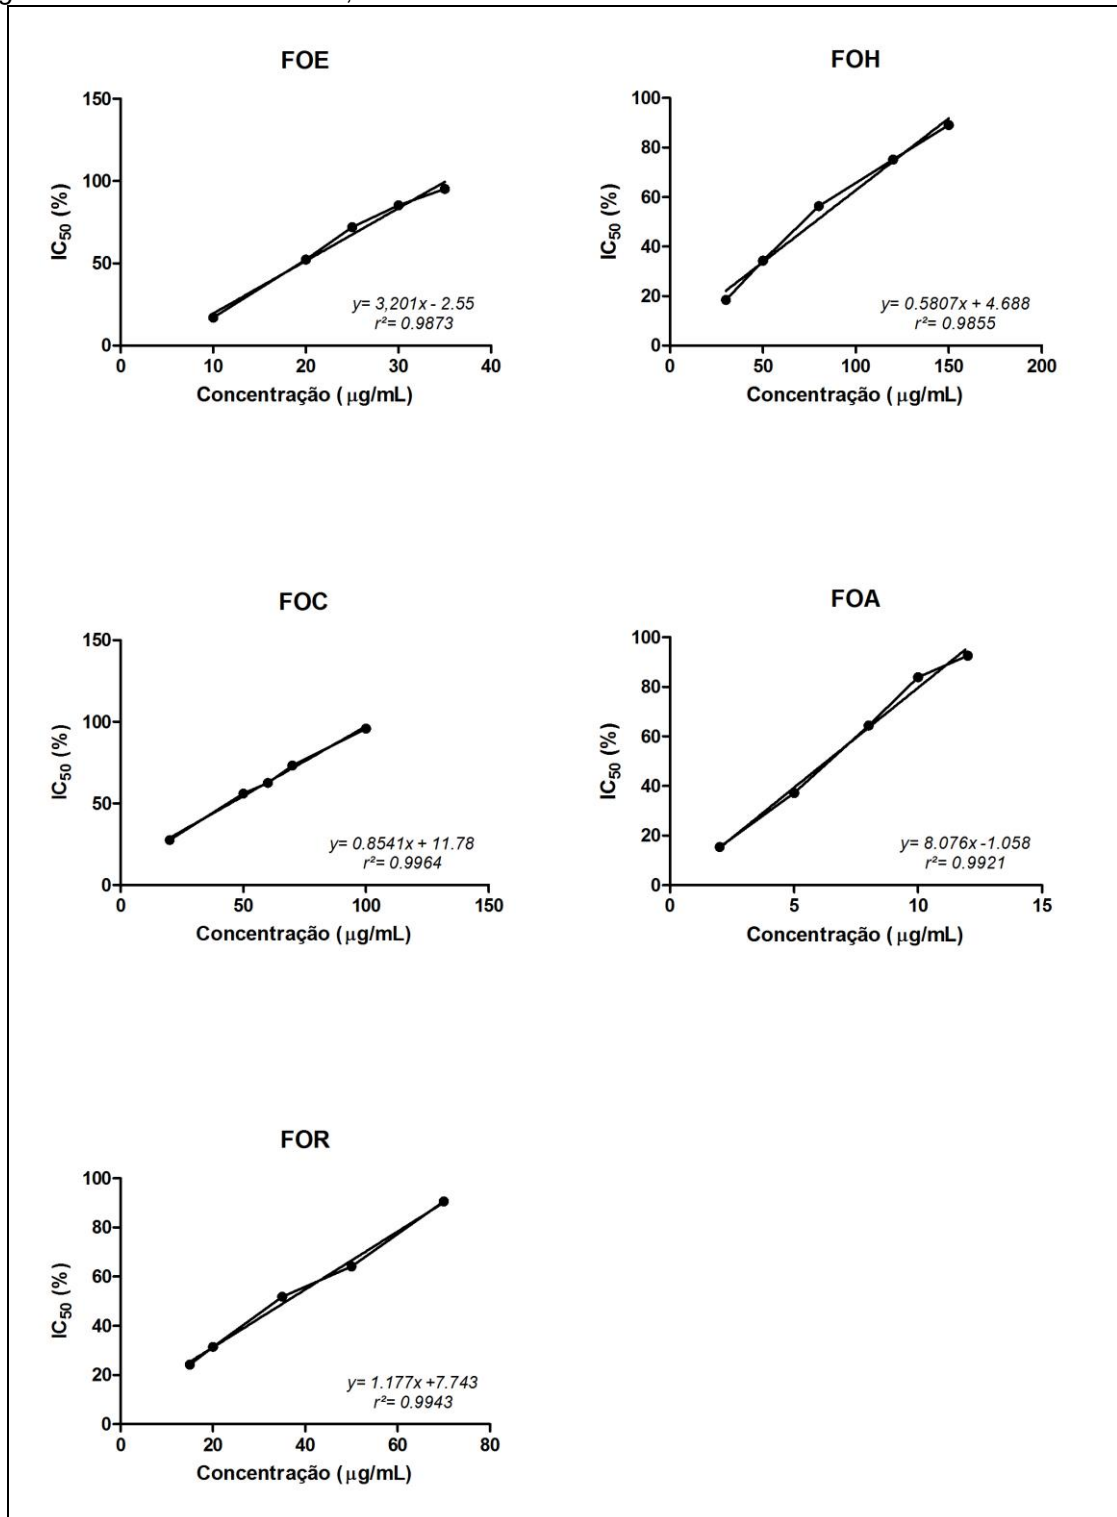 FOE
150
100
50
0
IC50 (%)
y= 3,201x - 2.55
r²= 0.9873
0 10 20 30 40
Concentração ( µg/mL)
FOH
100
80
60
40
20
0
IC50 (%)
y= 0.5807x + 4.688
r²= 0.9855
0 50 100 150 200
Concentração ( µg/mL)
FOC
150
100
50
0
IC50 (%)
y= 0.8541x + 11.78
r²= 0.9964
0 50 100 150
Concentração ( µg/mL)
FOA
100
80
60
40
20
0
IC50 (%)
y= 8.076x -1.058
r²= 0.9921
0 5 10 15
Concentração ( µg/mL)
FOR
100
80
60
40
20
0
IC50 (%)
y= 1.177x +7.743
r²= 0.9943
0 20 40 60 80
Concentração ( µg/mL)